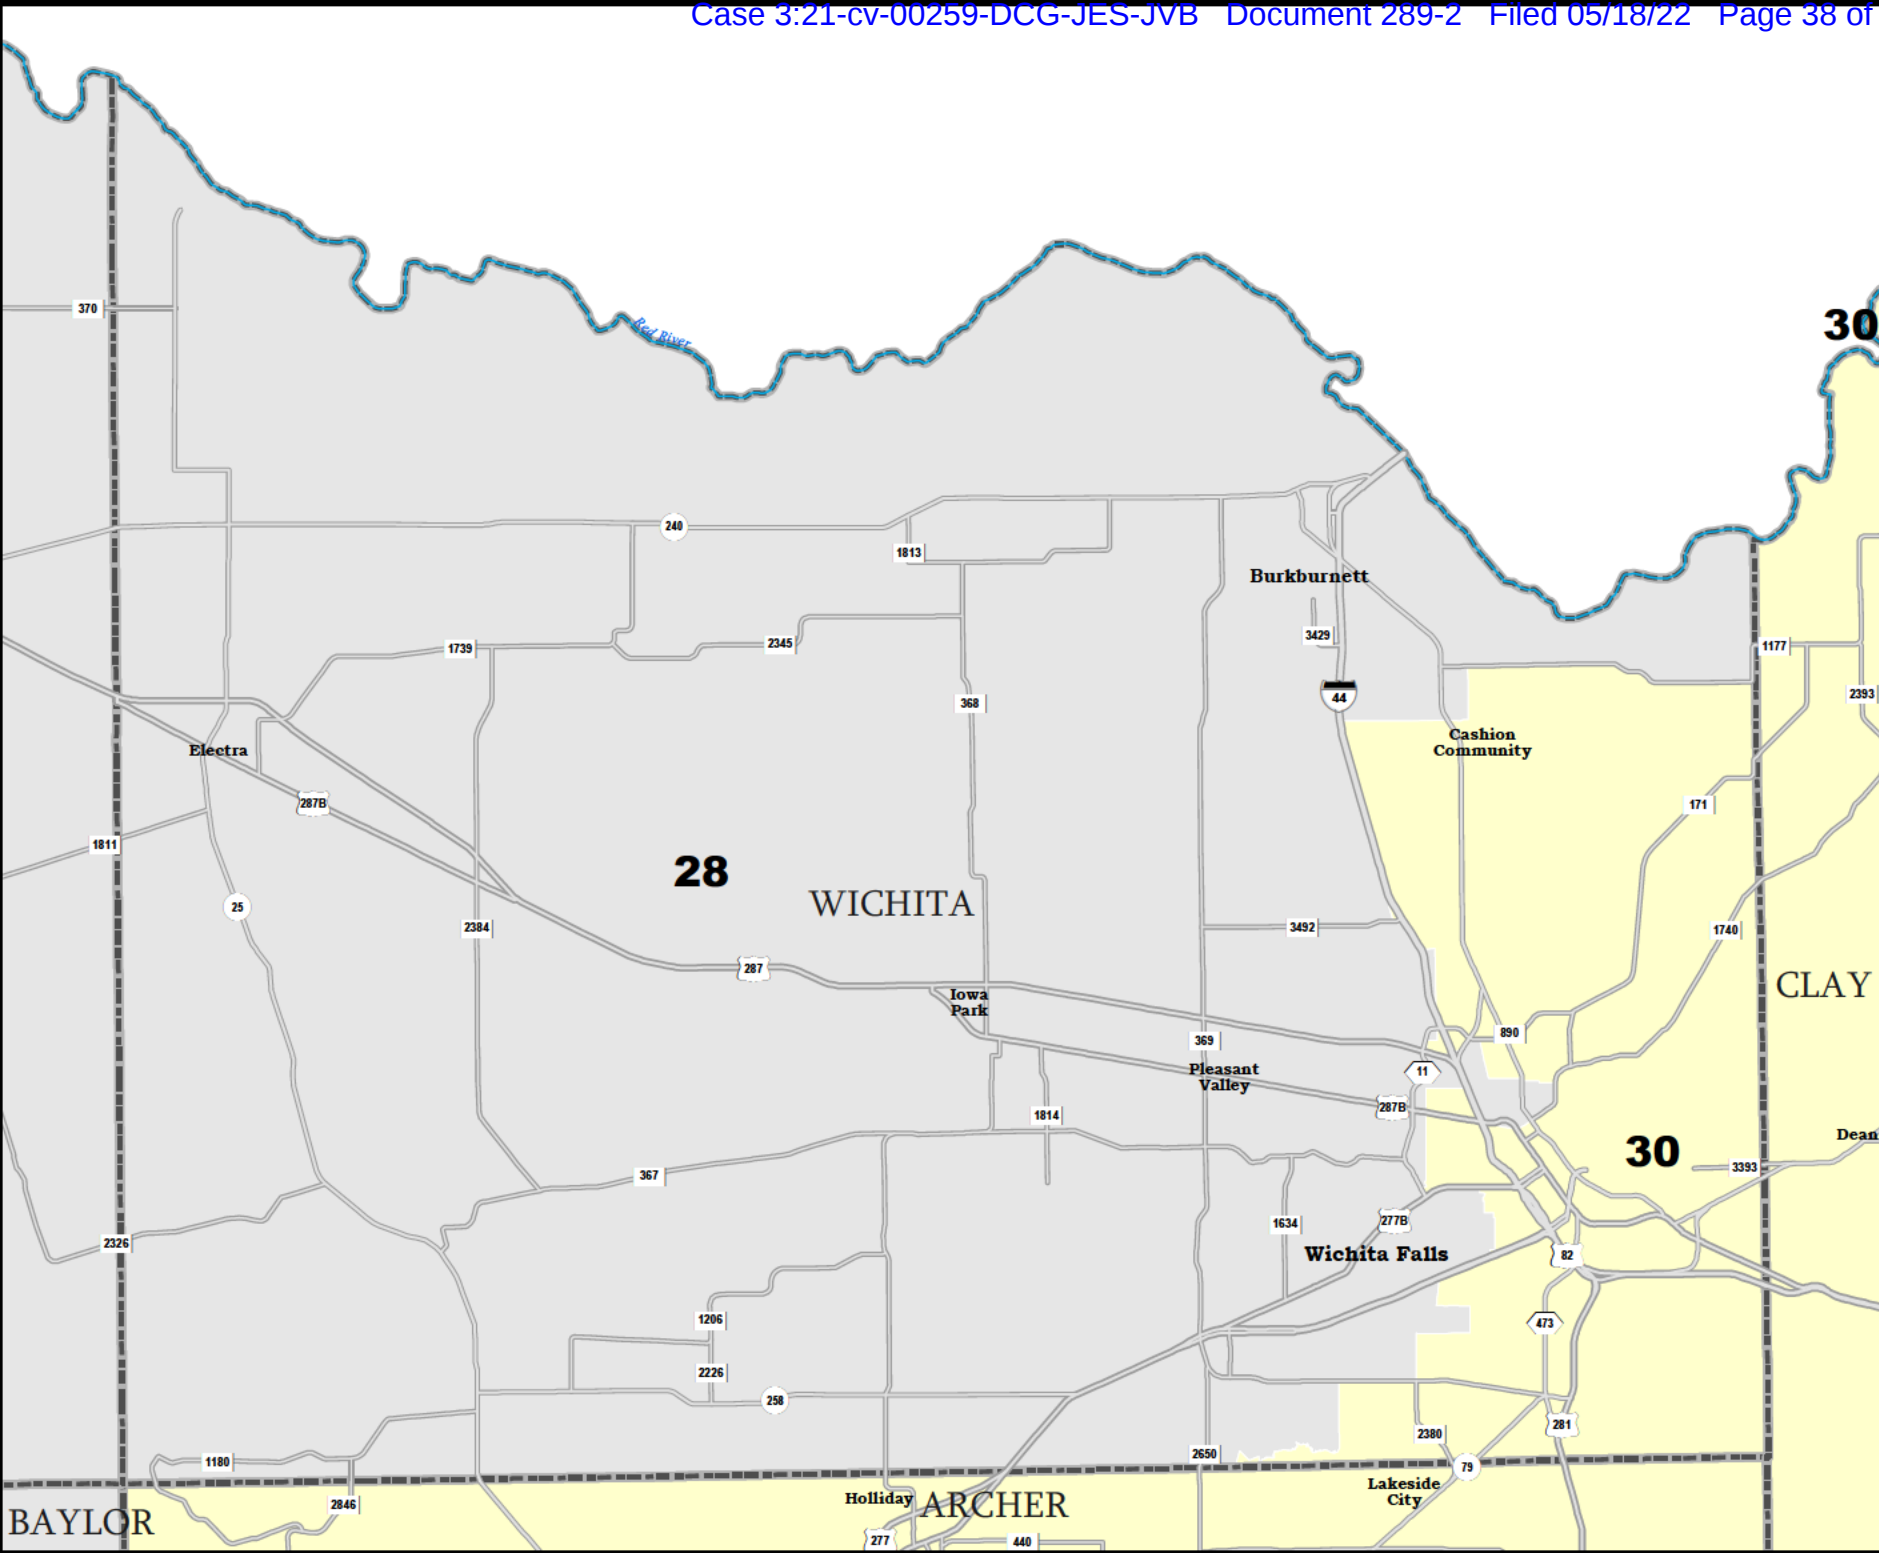 Case 3:21-cv-00259-DCG-JES-JVB Document 289-2 Filed 05/18/22 Page 38 of
370
Red River
30
240
1813
Burkburnett
3429
1739
2345
1177
2393
368
44
Electra
Cashion
Community
287B
171
1811
28
WICHITA
25
2384
3492
1740
287
CLAY
Iowa
Park
890
369
Pleasant
Valley
11
287B
1814
Dean
30
3393
367
277B
1634
2326
Wichita Falls
82
1206
473
2226
258
281
2380
2650
1180
79
Lakeside
City
2846
Holliday
ARCHER
BAYLOR
277
440